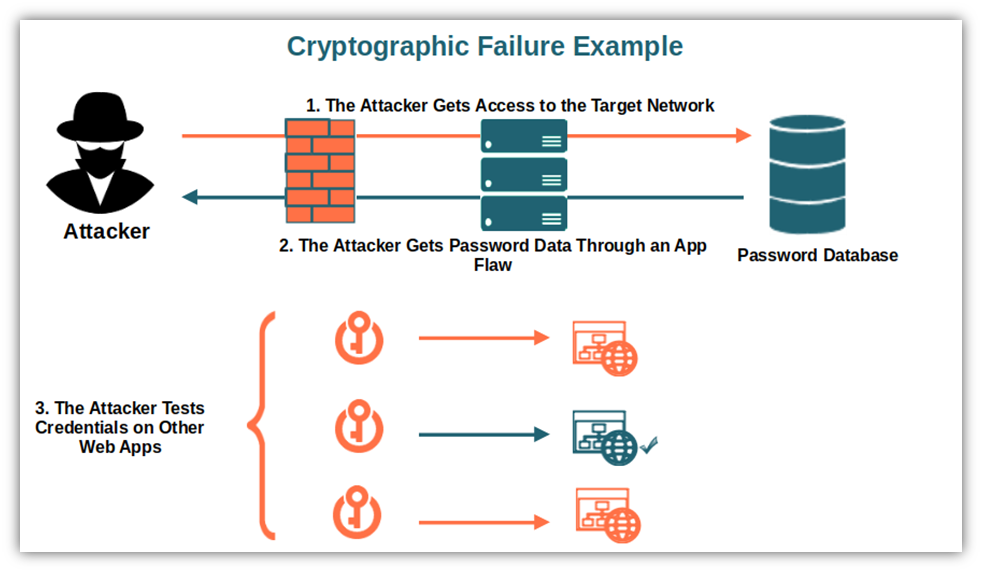 Cryptographic Failure Example
1. The Attacker Gets Access to the Target Network
Attacker
2. The Attacker Gets Password Data Through an App
Flaw
Password Database
3. The Attacker Tests
Credentials on Other
Web Apps